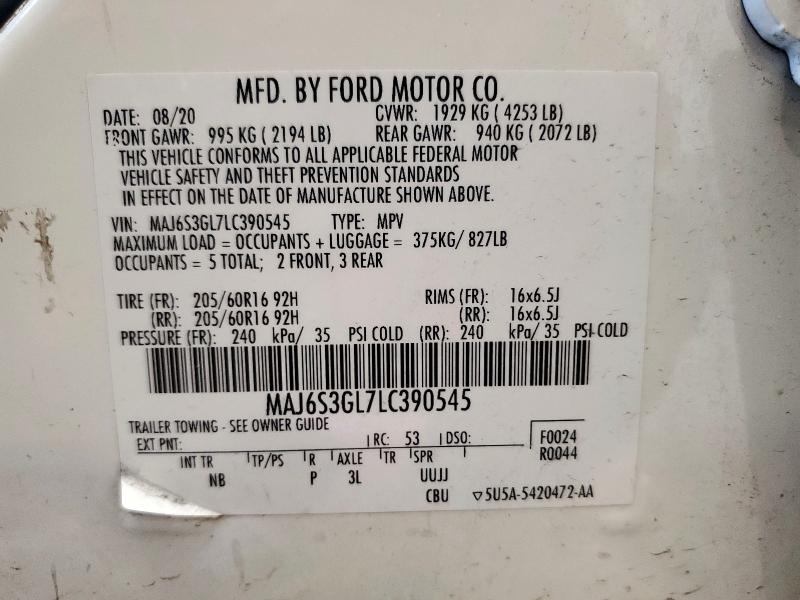 MFD. BY FORD MOTOR CO.
DATE: 08/20 GVWR: 1929 KG ( 4253 LB)
FRONT GAWR: 995 KG ( 2194 LB) REAR GAWR: 940 KG ( 2072 LB)
THIS VEHICLE CONFORMS TO ALL APPLICABLE FEDERAL MOTOR
VEHICLE SAFETY AND THEFT PREVENTION STANDARDS
IN EFFECT ON THE DATE OF MANUFACTURE SHOWN ABOVE.
VIN: MAJ6S3GL7LC390545 TYPE: MPV
MAXIMUM LOAD = OCCUPANTS + LUGGAGE = 375KG/ 827LB
OCCUPANTS = 5 TOTAL; 2 FRONT, 3 REAR
TIRE (FR): 205/60R16 92H RIMS (FR): 16x6.5J
(RR): 205/60R16 92H (RR): 16x6.5J
PRESSURE (FR): 240 kPa/ 35 PSI COLD (RR): 240 kPa/ 35 PSI COLD
MAJ6S3GL7LC390545
TRAILER TOWING - SEE OWNER GUIDE
EXT PNT: RC: 53 DSO: F0024
R0044
INT TR TP/PS R AXLE TR SPR
NB P 3L UUJJ
CBU ▽5U5A-5420472-AA